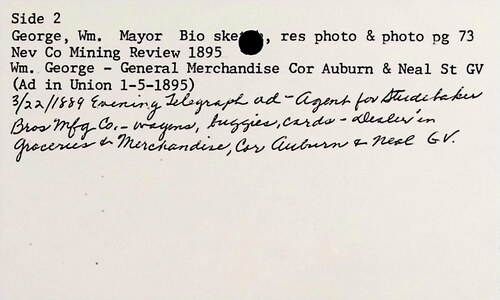 Side 2
George, Wm. Mayor Bio sketch, res photo & photo pg 73
Nev Co Mining Review 1895
Wm. George - General Merchandise Cor Auburn & Neal St GV
(Ad in Union 1-5-1895)
3/22/1889 Evening Telegraph ad - Agent for Studebaker
Bros Mfg Co. - wagons, buggies, cards - Dealer in
Groceries & Merchandise, Cor Auburn & Neal GV.